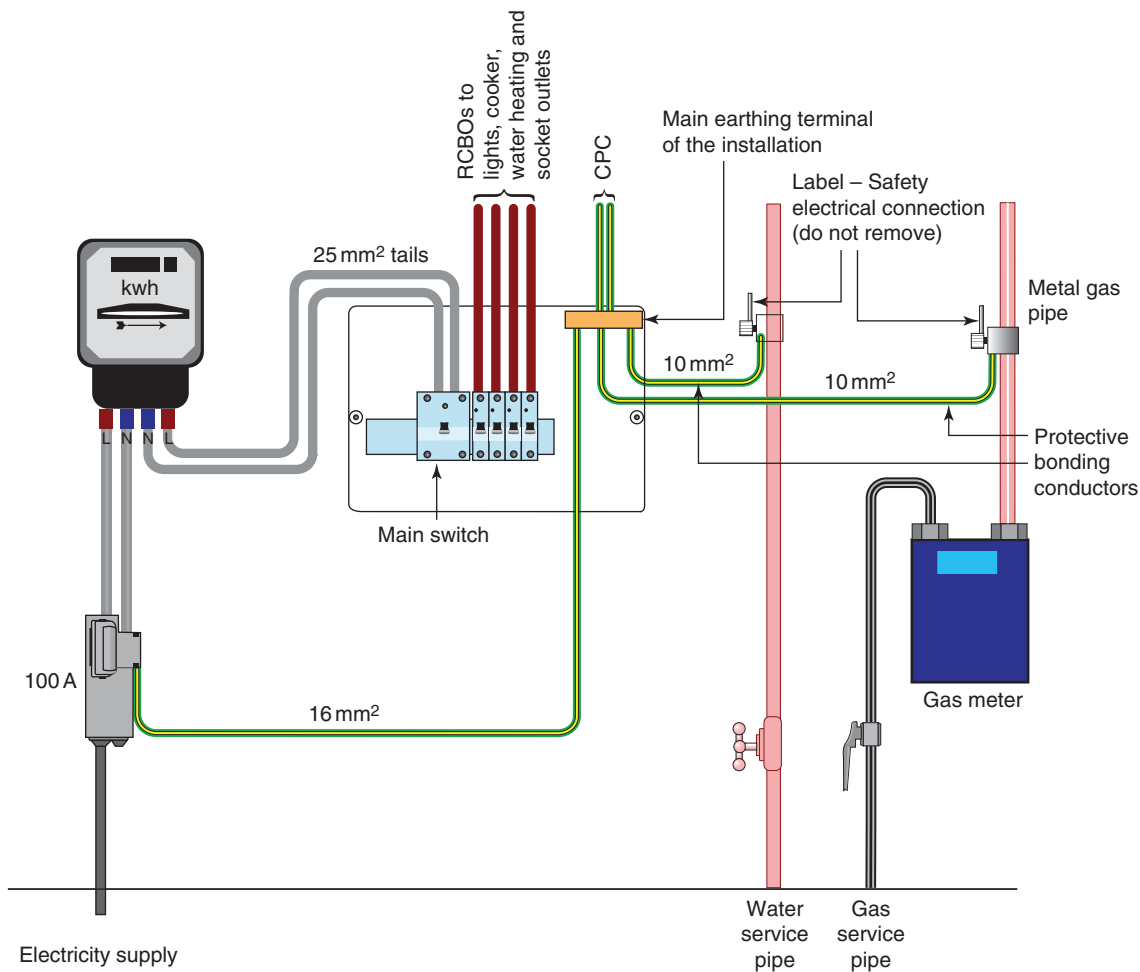 RCBOs to
lights, cooker,
water heating and
socket outlets
CPC
Main earthing terminal
of the installation
Label – Safety
electrical connection
(do not remove)
25 mm² tails
kwh
Metal gas
pipe
10 mm²
10 mm²
L N N L
Protective
bonding
conductors
Main switch
100 A
Gas meter
16 mm²
Water
service
pipe
Gas
service
pipe
Electricity supply